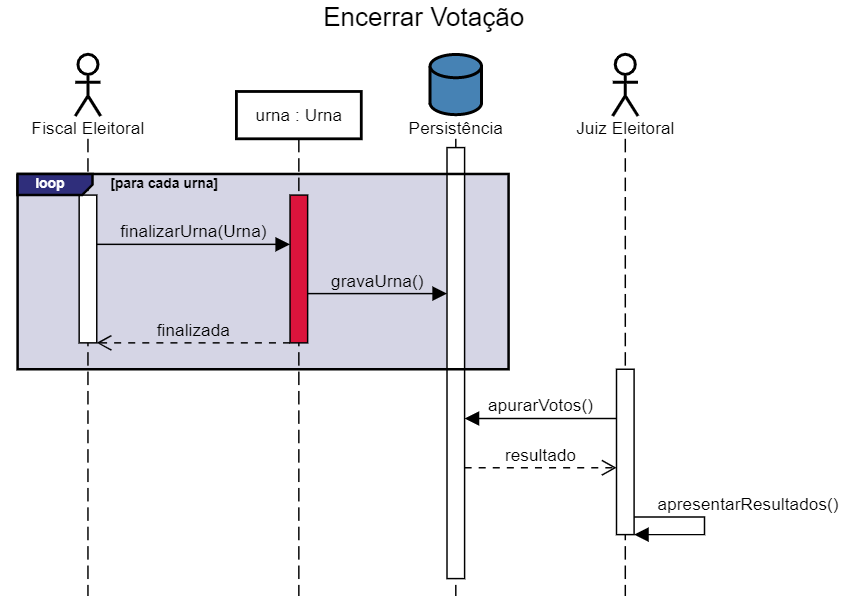 Encerrar Votação
Fiscal Eleitoral
urna : Urna
Persistência
Juiz Eleitoral
loop
[para cada urna]
finalizarUrna(Urna)
gravaUrna()
finalizada
apurarVotos()
resultado
apresentarResultados()